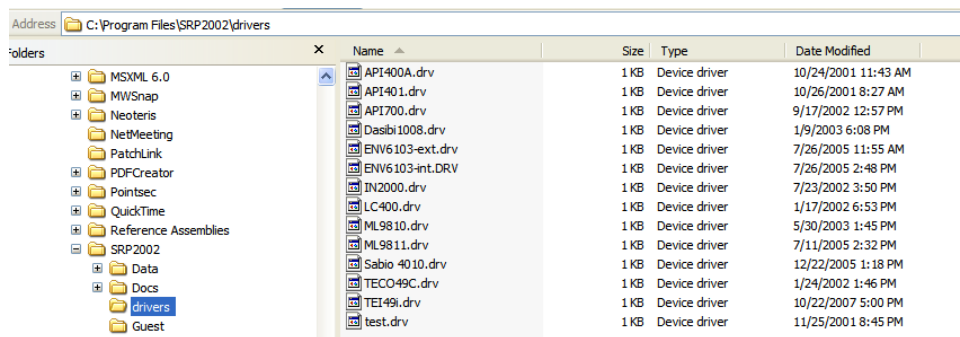 Address C:\Program Files\SRP2002\drivers
Folders × Name Size Type Date Modified
MSXML 6.0
MWSnap
Neoteris
NetMeeting
PatchLink
PDFCreator
Pointsec
QuickTime
Reference Assemblies
SRP2002
Data
Docs
drivers
Guest
API400A.drv 1 KB Device driver 10/24/2001 11:43 AM
API401.drv 1 KB Device driver 10/26/2001 8:27 AM
API700.drv 1 KB Device driver 9/17/2002 12:57 PM
Dasibi1008.drv 1 KB Device driver 1/9/2003 6:08 PM
ENV6103-ext.drv 1 KB Device driver 7/26/2005 11:55 AM
ENV6103-int.DRV 1 KB Device driver 7/26/2005 2:48 PM
IN2000.drv 1 KB Device driver 7/23/2002 3:50 PM
LC400.drv 1 KB Device driver 1/17/2002 6:53 PM
ML9810.drv 1 KB Device driver 5/30/2003 1:45 PM
ML9811.drv 1 KB Device driver 7/11/2005 2:32 PM
Sabio 4010.drv 1 KB Device driver 12/22/2005 1:18 PM
TECO49C.drv 1 KB Device driver 1/24/2002 1:46 PM
TEI49i.drv 1 KB Device driver 10/22/2007 5:00 PM
test.drv 1 KB Device driver 11/25/2001 8:45 PM